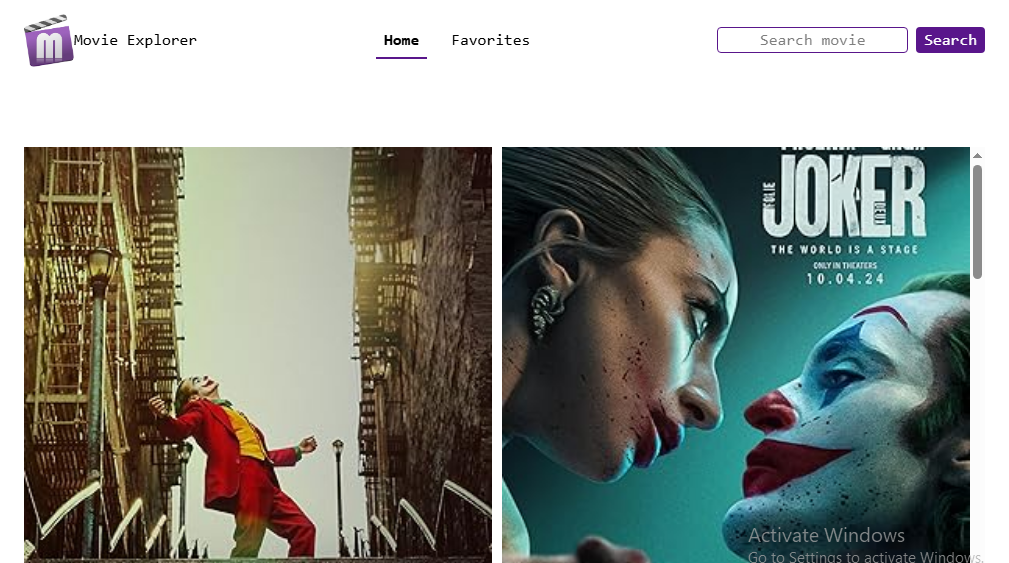 m
Movie Explorer
Home
Favorites
Search movie
Search
JOKER
FOLIE
DEUX
THE WORLD IS A STAGE
ONLY IN THEATERS
10.04.24
Activate Windows
Go to Settings to activate Windows.